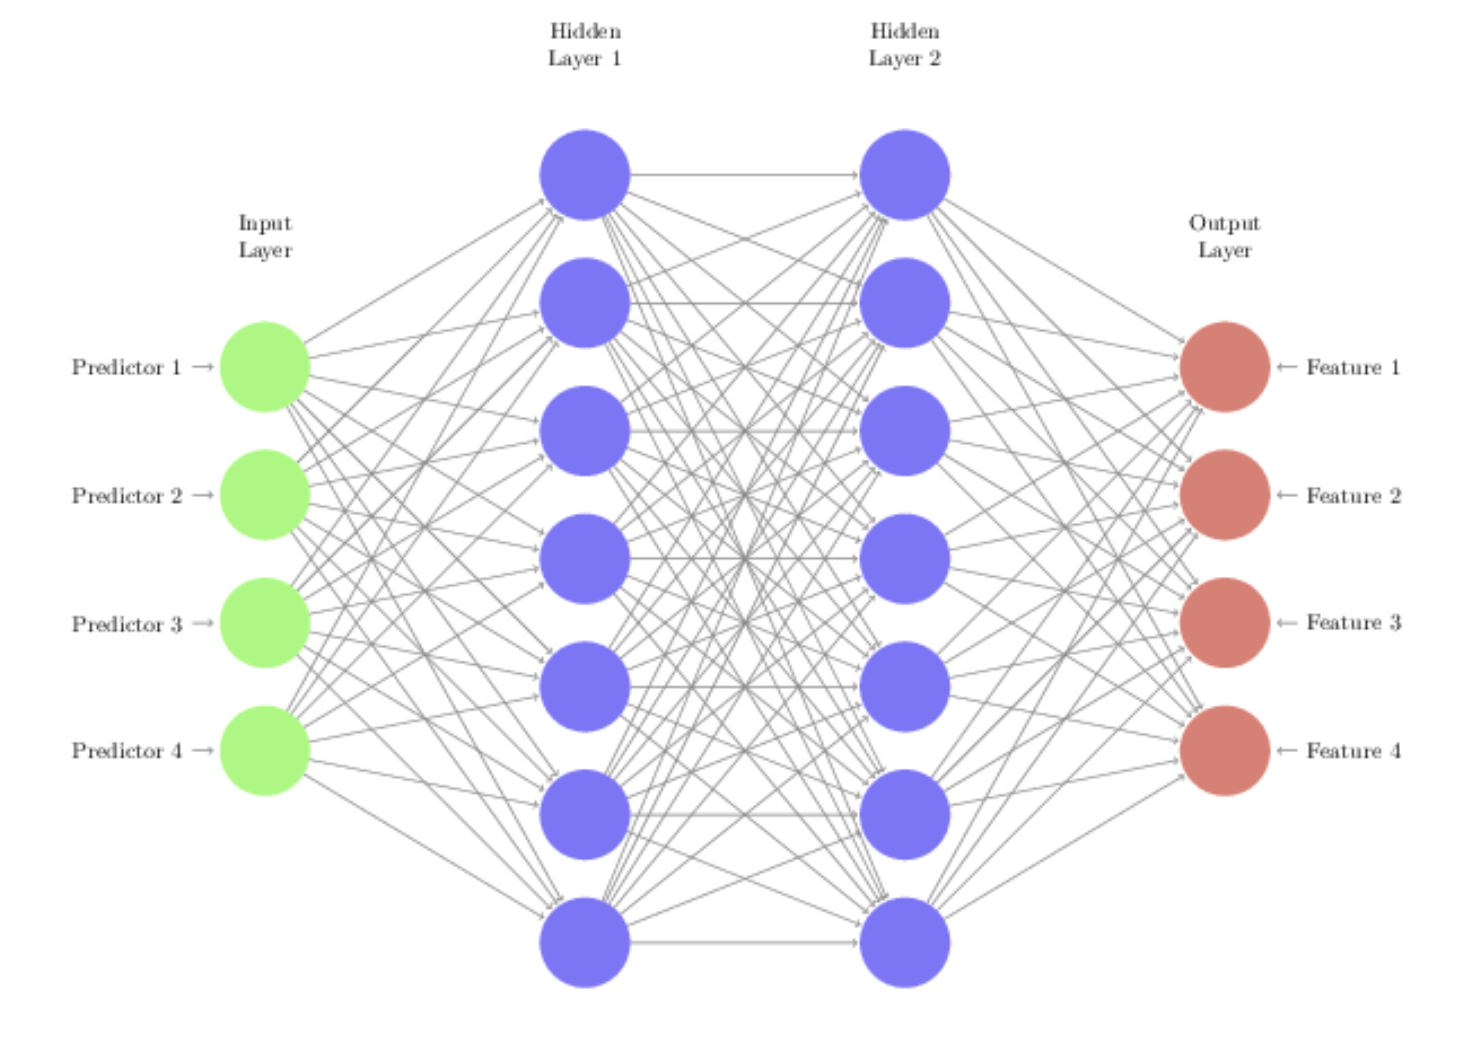 Hidden
Layer 1
Hidden
Layer 2
Input
Layer
Output
Layer
Predictor 1
Feature 1
Predictor 2
Feature 2
Predictor 3
Feature 3
Predictor 4
Feature 4